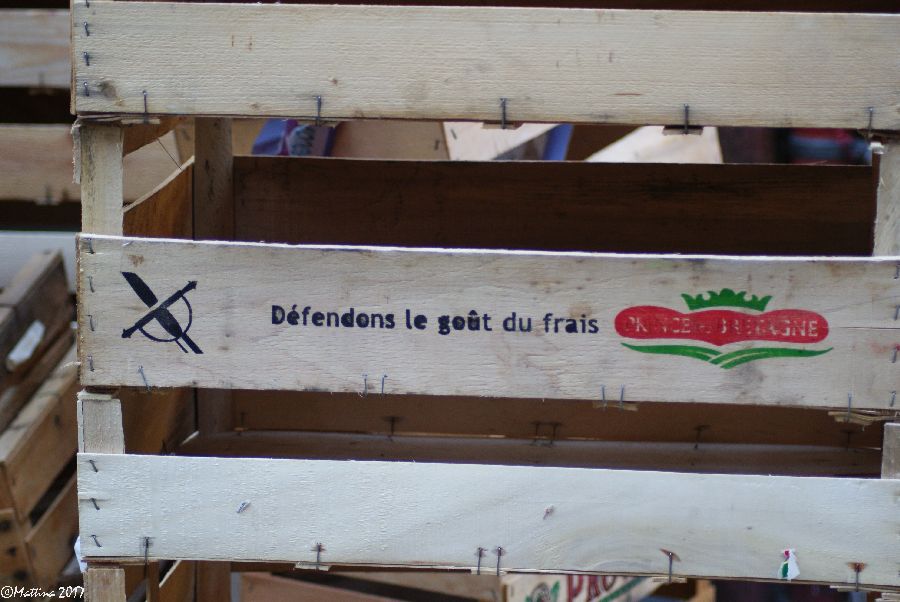 Défendons le goût du frais
PRINCE de BRETAGNE
©Mattina 2017